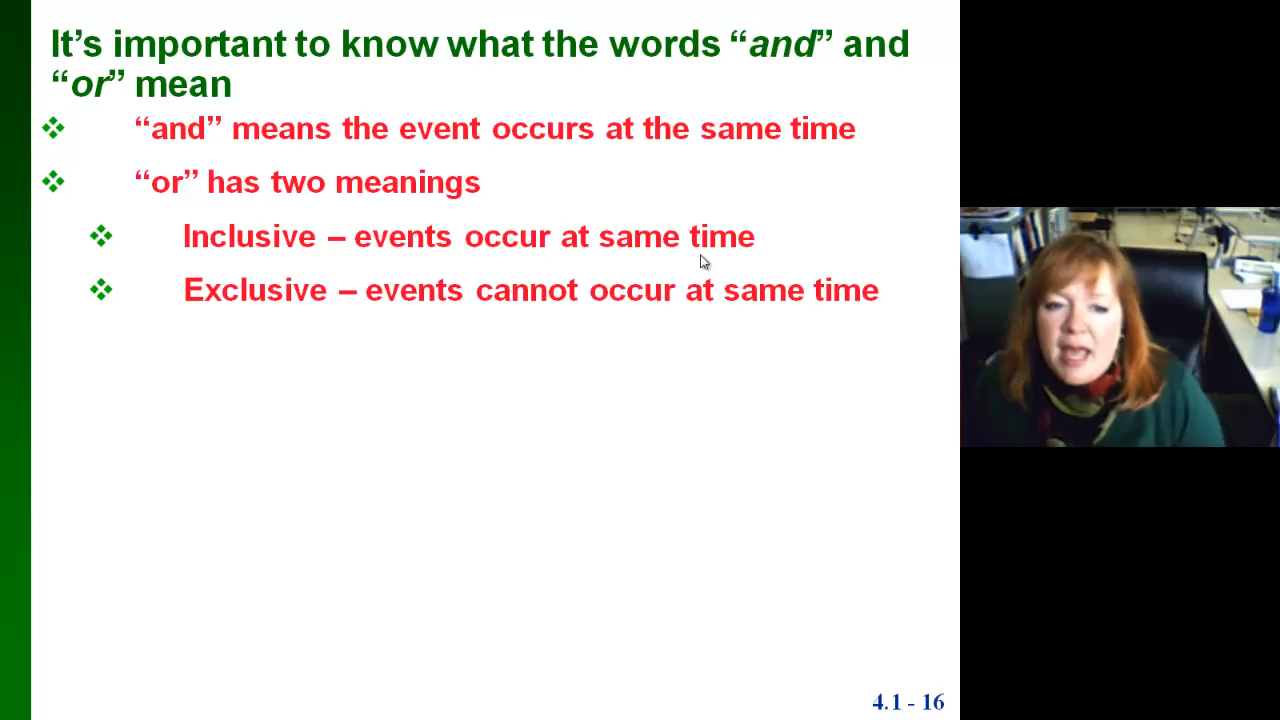 It’s important to know what the words “and” and
“or” mean
“and” means the event occurs at the same time
“or” has two meanings
Inclusive – events occur at same time
Exclusive – events cannot occur at same time
4.1 - 16